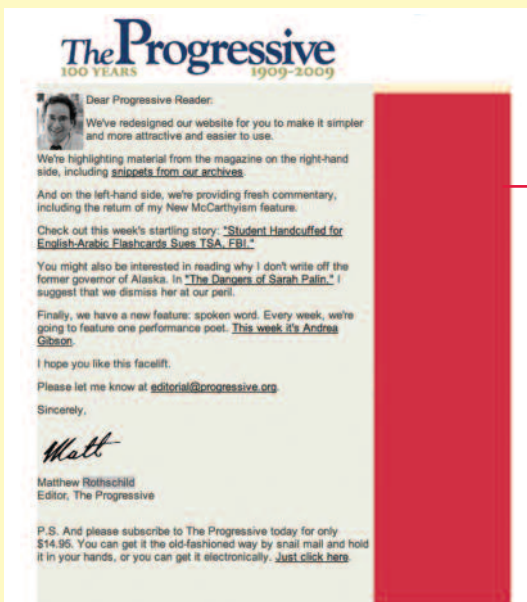 The Progressive
100 YEARS 1909-2009
Dear Progressive Reader:
We've redesigned our website for you to make it simpler
and more attractive and easier to use.
We're highlighting material from the magazine on the right-hand
side, including snippets from our archives.
And on the left-hand side, we're providing fresh commentary,
including the return of my New McCarthyism feature.
Check out this week's startling story: "Student Handcuffed for
English-Arabic Flashcards Sues TSA, FBI."
You might also be interested in reading why I don't write off the
former governor of Alaska. In "The Dangers of Sarah Palin," I
suggest that we dismiss her at our peril.
Finally, we have a new feature: spoken word. Every week, we're
going to feature one performance poet. This week it's Andrea
Gibson.
I hope you like this facelift.
Please let me know at editorial@progressive.org.
Sincerely,
Matt
Matthew Rothschild
Editor, The Progressive
P.S. And please subscribe to The Progressive today for only
$14.95. You can get it the old-fashioned way by snail mail and hold
it in your hands, or you can get it electronically. Just click here.